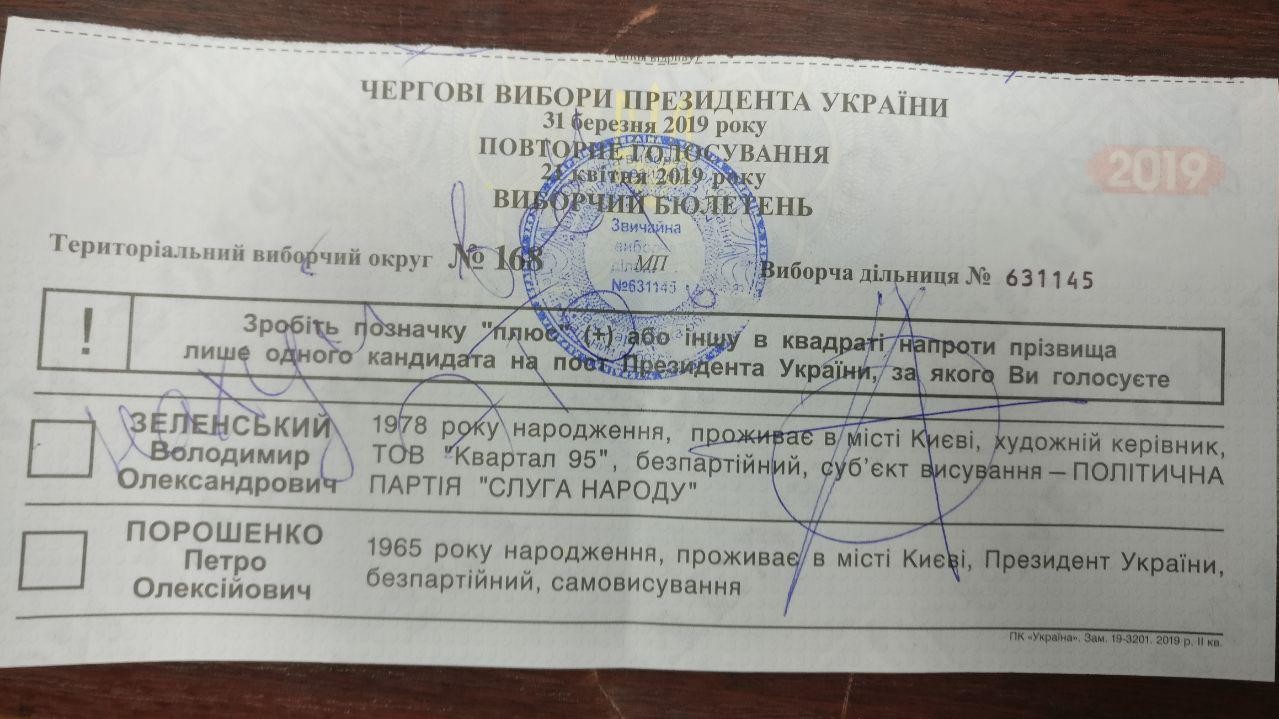 ЧЕРГОВІ ВИБОРИ ПРЕЗИДЕНТА УКРАЇНИ
31 березня 2019 року
ПОВТОРНЕ ГОЛОСУВАННЯ
21 квітня 2019 року
ВИБОРЧИЙ БЮЛЕТЕНЬ
2019
Територіальний виборчий округ № 168
Звичайна
МП
№631145
Виборча дільниця № 631145
! Зробіть позначку "плюс" (+) або іншу в квадраті напроти прізвища
лише одного кандидата на пост Президента України, за якого Ви голосуєте
ЗЕЛЕНСЬКИЙ
Володимир
Олександрович
1978 року народження, проживає в місті Києві, художній керівник,
ТОВ "Квартал 95", безпартійний, суб’єкт висування – ПОЛІТИЧНА
ПАРТІЯ "СЛУГА НАРОДУ"
ПОРОШЕНКО
Петро
Олексійович
1965 року народження, проживає в місті Києві, Президент України,
безпартійний, самовисування
ПК «Україна». Зам. 19-3201. 2019 р. ІІ кв.